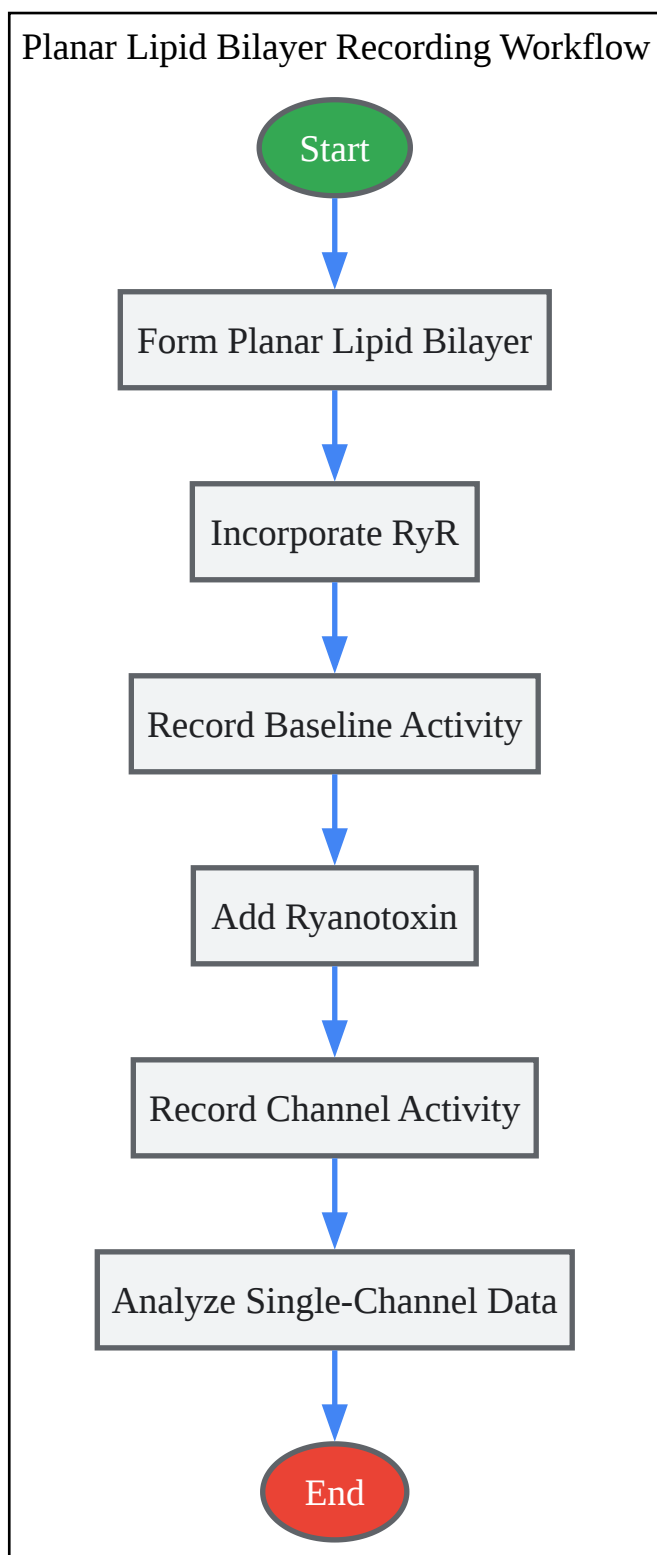 Planar Lipid Bilayer Recording Workflow
Start
Form Planar Lipid Bilayer
Incorporate RyR
Record Baseline Activity
Add Ryanotoxin
Record Channel Activity
Analyze Single-Channel Data
End